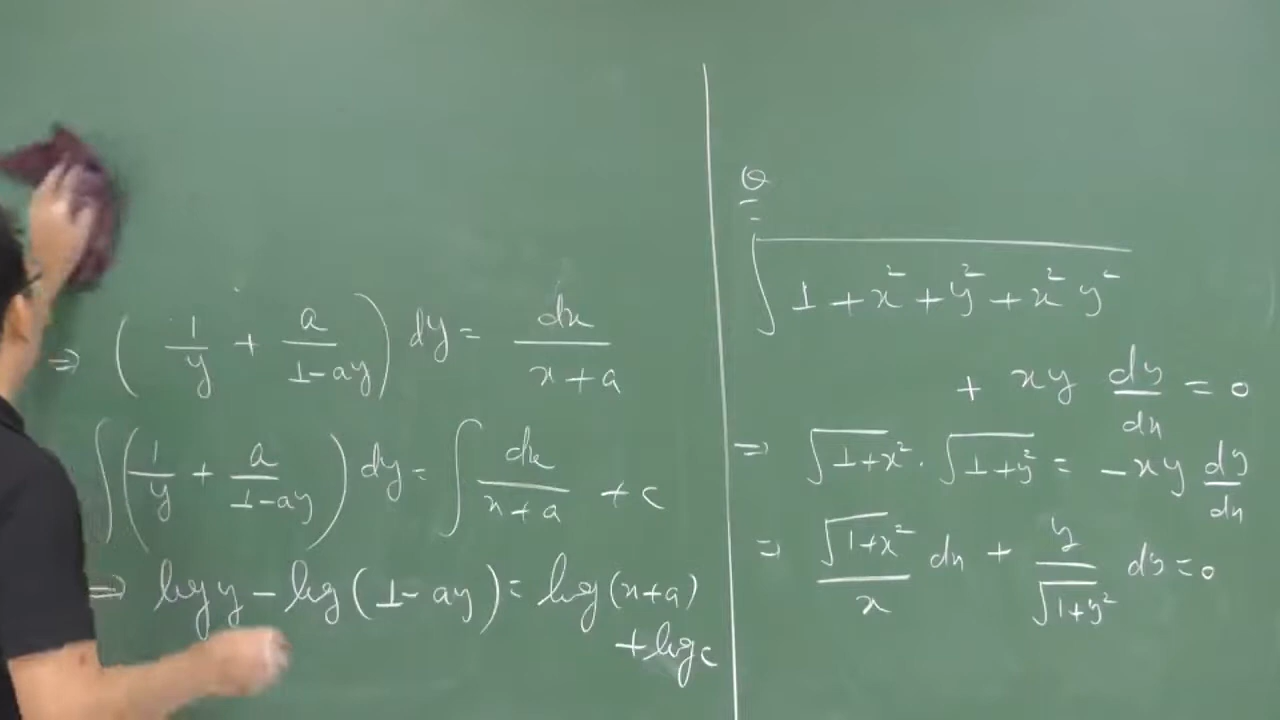 ⇒ (1/y + a/(1-ay)) dy = dx/(x+a)
∫(1/y + a/(1-ay)) dy = ∫ dx/(x+a) + c
⇒ log y - log(1-ay) = log(x+a)
+ log c
Q
√(1+x²+y²+x²y²)
+ xy dy/dx = 0
⇒ √(1+x²) · √(1+y²) = -xy dy/dx
⇒ √(1+x²)/x dx + y/√(1+y²) dy = 0